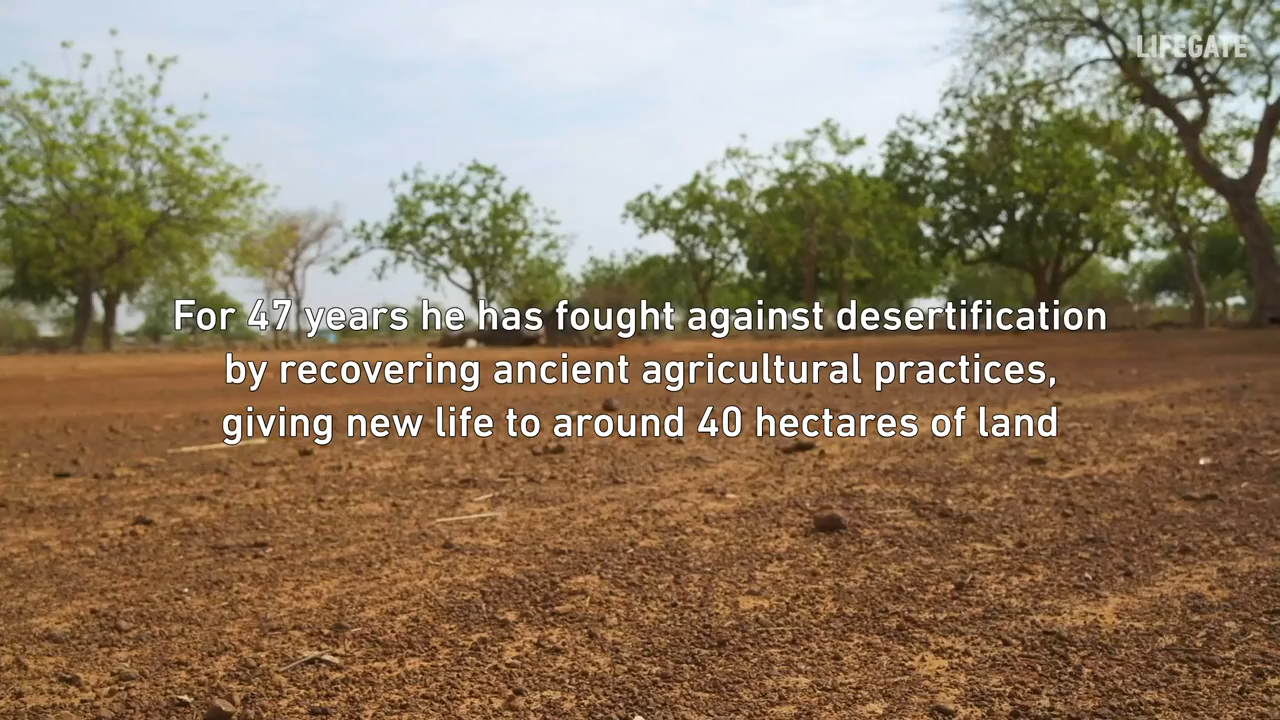 LIFEGATE
For 47 years he has fought against desertification
by recovering ancient agricultural practices,
giving new life to around 40 hectares of land